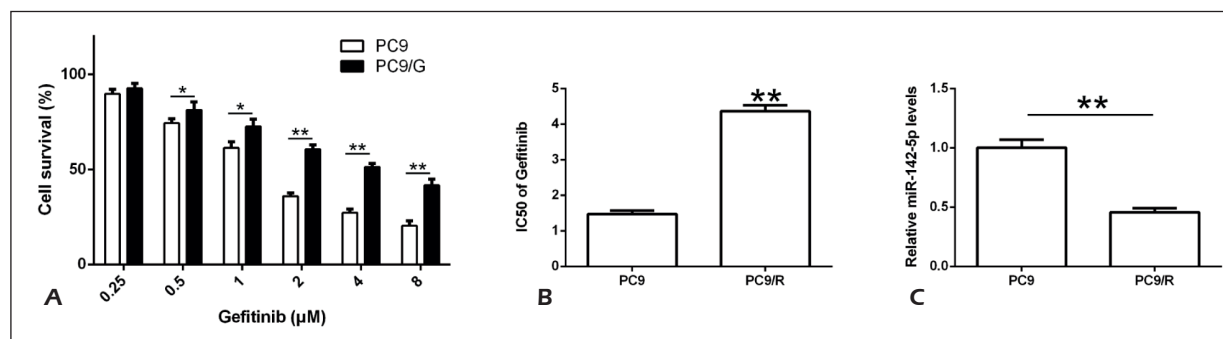 PC9
PC9/G
Cell survival (%)
100
50
0
*
*
**
**
**
0.25
0.5
1
2
4
8
Gefitinib (µM)
A
IC50 of Gefitinib
5
4
3
2
1
0
**
PC9
PC9/R
B
Relative miR-142-5p levels
1.0
0.5
0.0
**
PC9
PC9/R
C